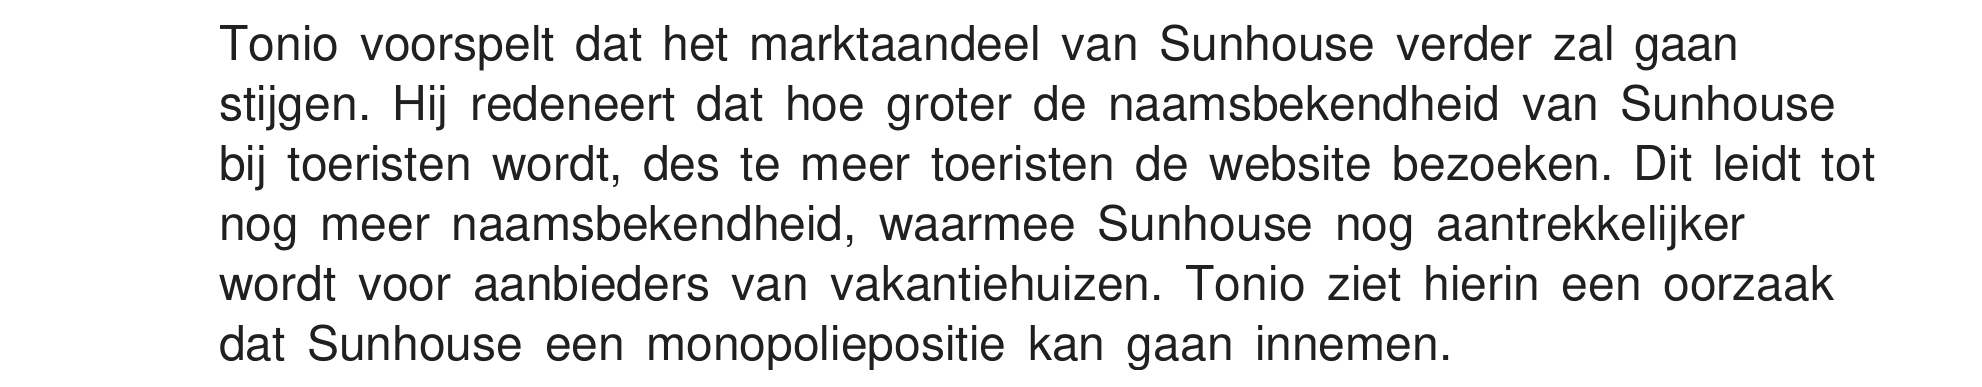 Tonio voorspelt dat het marktaandeel van Sunhouse verder zal gaan
stijgen. Hij redeneert dat hoe groter de naamsbekendheid van Sunhouse
bij toeristen wordt, des te meer toeristen de website bezoeken. Dit leidt tot
nog meer naamsbekendheid, waarmee Sunhouse nog aantrekkelijker
wordt voor aanbieders van vakantiehuizen. Tonio ziet hierin een oorzaak
dat Sunhouse een monopoliepositie kan gaan innemen.